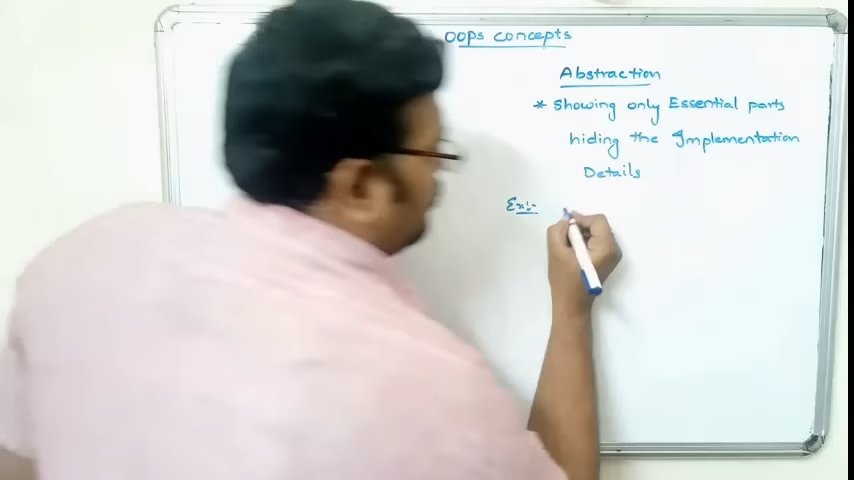 OOPS concepts
Abstraction
* Showing only Essential parts
hiding the Implementation
Details
Ex:-